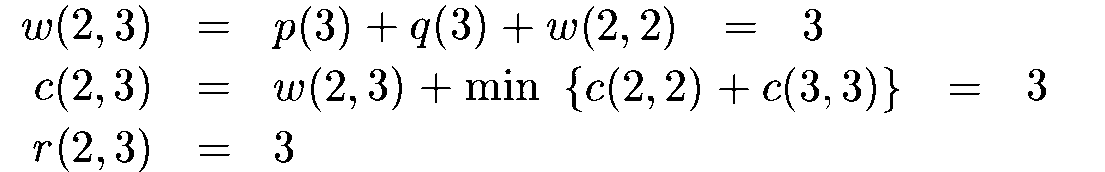 w(2,3) = p(3) + q(3) + w(2,2) = 3
c(2,3) = w(2,3) + min {c(2,2) + c(3,3)} = 3
r(2,3) = 3